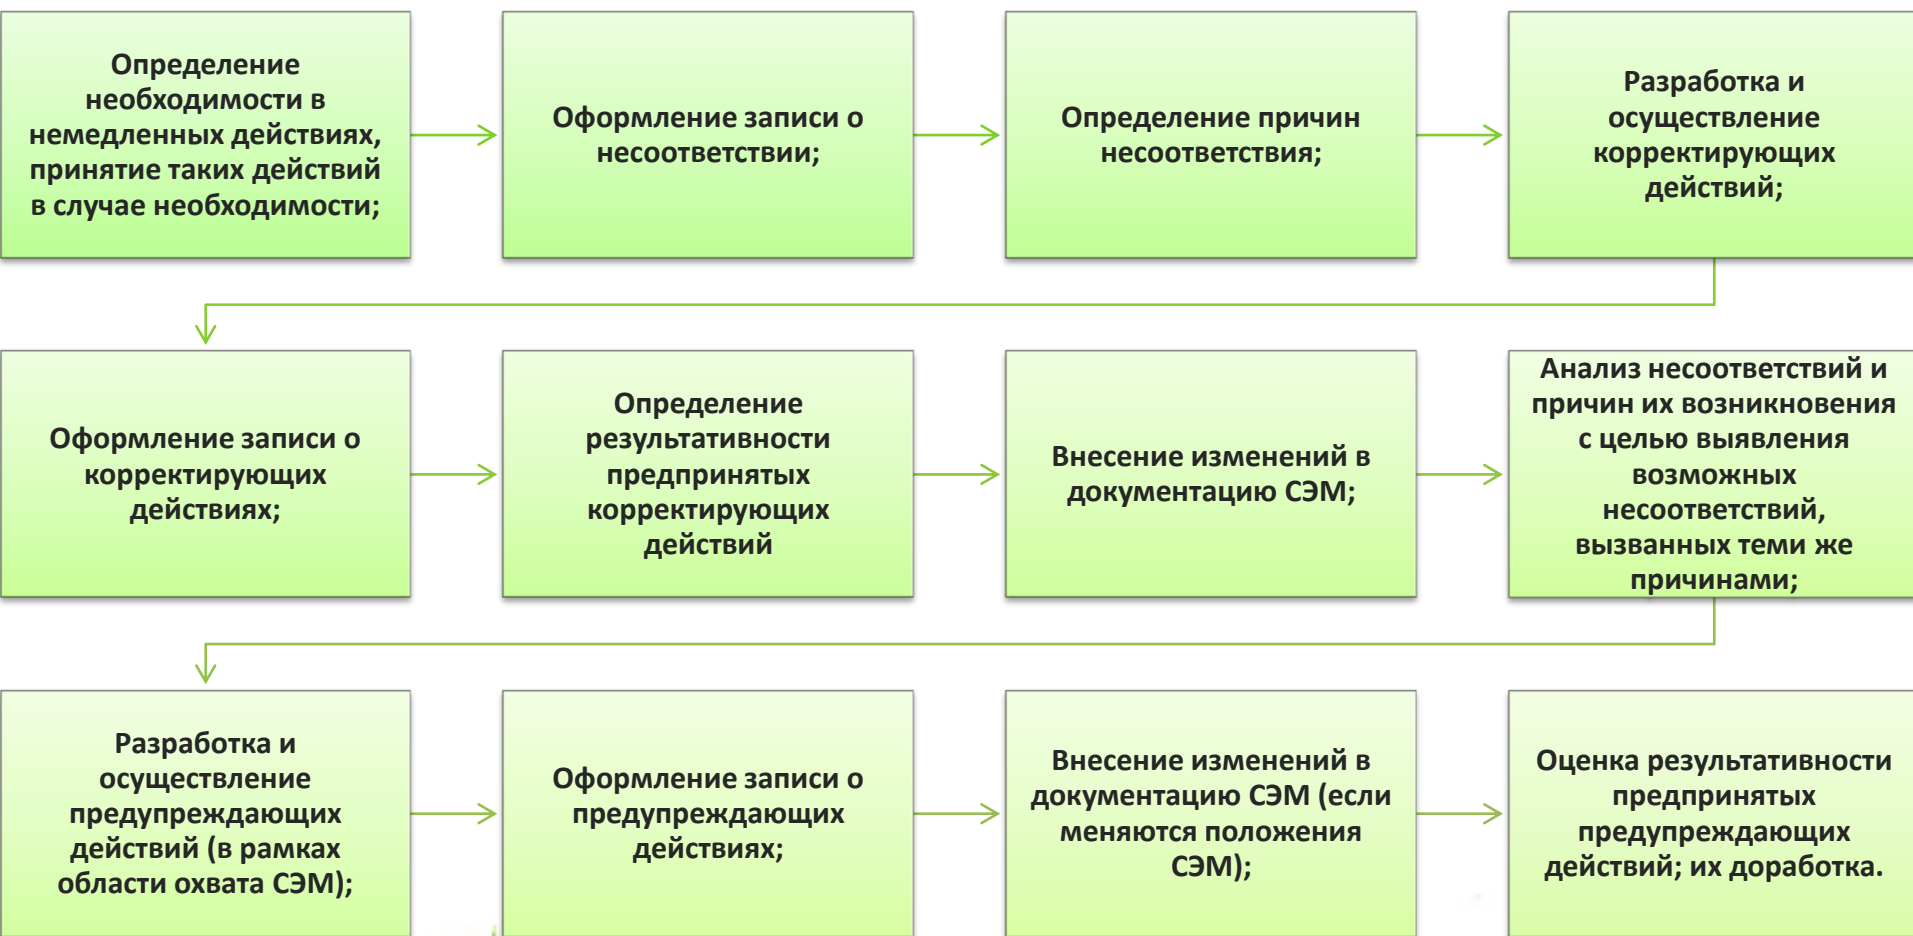 Определение
необходимости в
немедленных действиях,
принятие таких действий
в случае необходимости;
Оформление записи о
несоответствии;
Определение причин
несоответствия;
Разработка и
осуществление
корректирующих
действий;
Оформление записи о
корректирующих
действиях;
Определение
результативности
предпринятых
корректирующих
действий
Внесение изменений в
документацию СЭМ;
Анализ несоответствий и
причин их возникновения
с целью выявления
возможных
несоответствий,
вызванных теми же
причинами;
Разработка и
осуществление
предупреждающих
действий (в рамках
области охвата СЭМ);
Оформление записи о
предупреждающих
действиях;
Внесение изменений в
документацию СЭМ (если
меняются положения
СЭМ);
Оценка результативности
предпринятых
предупреждающих
действий; их доработка.